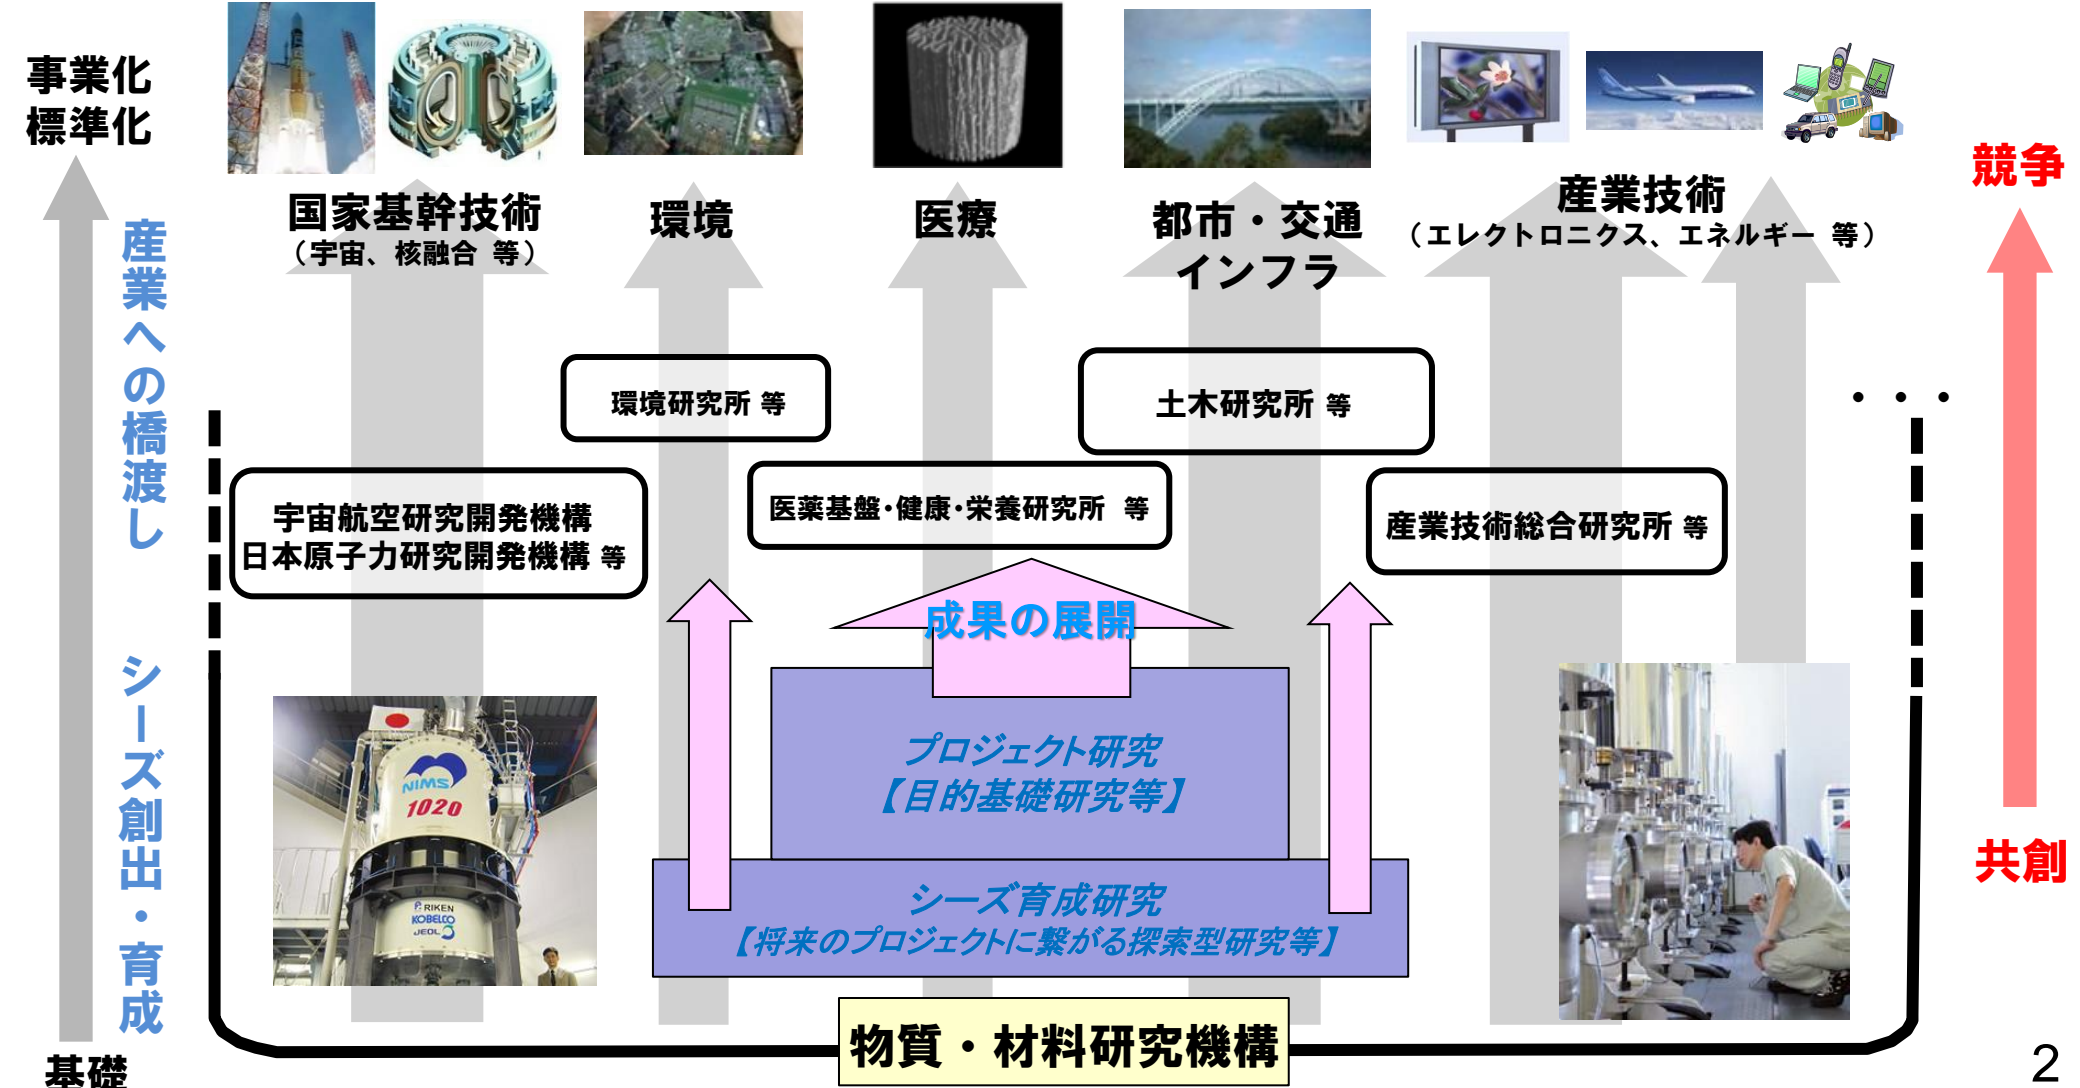 事業化
標準化
産業への橋渡し
シーズ創出・育成
基礎
国家基幹技術
（宇宙、核融合 等）
環境
医療
都市・交通
インフラ
産業技術
（エレクトロニクス、エネルギー 等）
競争
共創
環境研究所 等
土木研究所 等
・・・
宇宙航空研究開発機構
日本原子力研究開発機構 等
医薬基盤・健康・栄養研究所 等
産業技術総合研究所 等
成果の展開
プロジェクト研究
【目的基礎研究等】
シーズ育成研究
【将来のプロジェクトに繋がる探索型研究等】
NIMS
1020
RIKEN
KOBELCO
JEOL
物質・材料研究機構
2